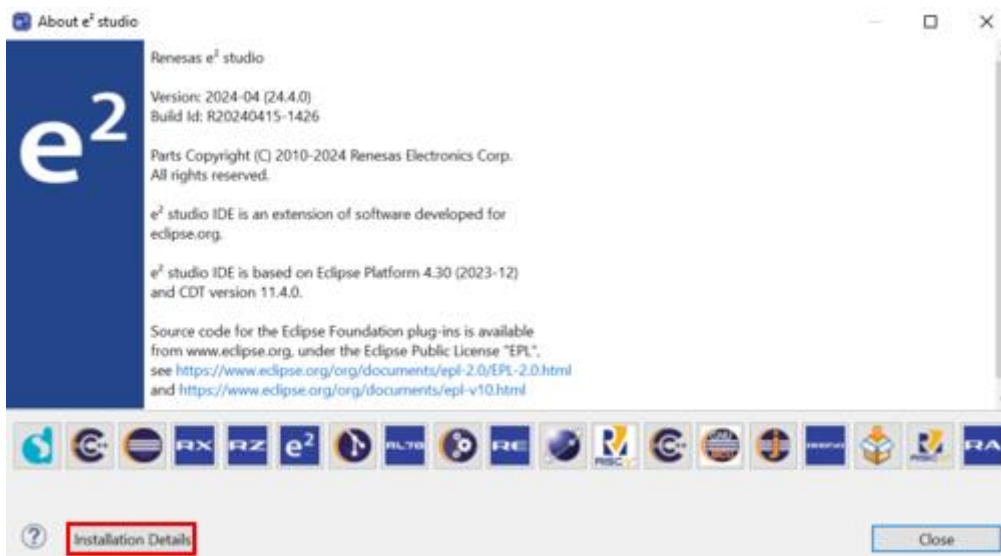 About e² studio
e²
Renesas e² studio
Version: 2024-04 (24.4.0)
Build Id: R20240415-1426
Parts Copyright (C) 2010-2024 Renesas Electronics Corp.
All rights reserved.
e² studio IDE is an extension of software developed for
eclipse.org.
e² studio IDE is based on Eclipse Platform 4.30 (2023-12)
and CDT version 11.4.0.
Source code for the Eclipse Foundation plug-ins is available
from www.eclipse.org, under the Eclipse Public License "EPL".
see https://www.eclipse.org/org/documents/epl-2.0/EPL-2.0.html
and https://www.eclipse.org/org/documents/epl-v10.html
C++ RX RZ e² RL78 RE RISC C++ RISC RA
? Installation Details Close